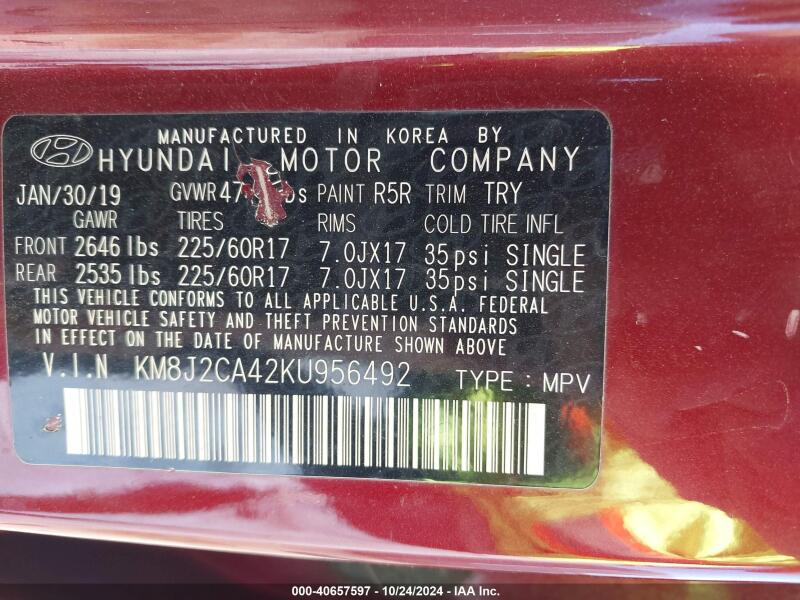 MANUFACTURED IN KOREA BY
HYUNDAI MOTOR COMPANY
JAN/30/19 GVWR 47 lbs PAINT R5R TRIM TRY
GAWR TIRES RIMS COLD TIRE INFL
FRONT 2646 lbs 225/60R17 7.0JX17 35psi SINGLE
REAR 2535 lbs 225/60R17 7.0JX17 35psi SINGLE
THIS VEHICLE CONFORMS TO ALL APPLICABLE U.S.A. FEDERAL
MOTOR VEHICLE SAFETY AND THEFT PREVENTION STANDARDS
IN EFFECT ON THE DATE OF MANUFACTURE SHOWN ABOVE
V.I.N KM8J2CA42KU956492 TYPE : MPV
000-40657597 - 10/24/2024 - IAA Inc.